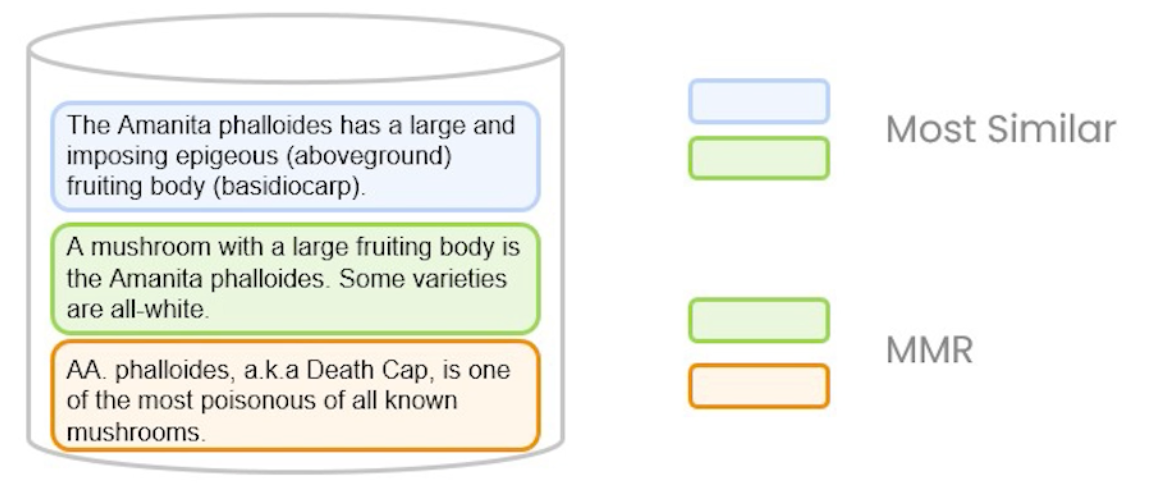 The Amanita phalloides has a large and
imposing epigeous (aboveground)
fruiting body (basidiocarp).
A mushroom with a large fruiting body is
the Amanita phalloides. Some varieties
are all-white.
AA. phalloides, a.k.a Death Cap, is one
of the most poisonous of all known
mushrooms.
Most Similar
MMR